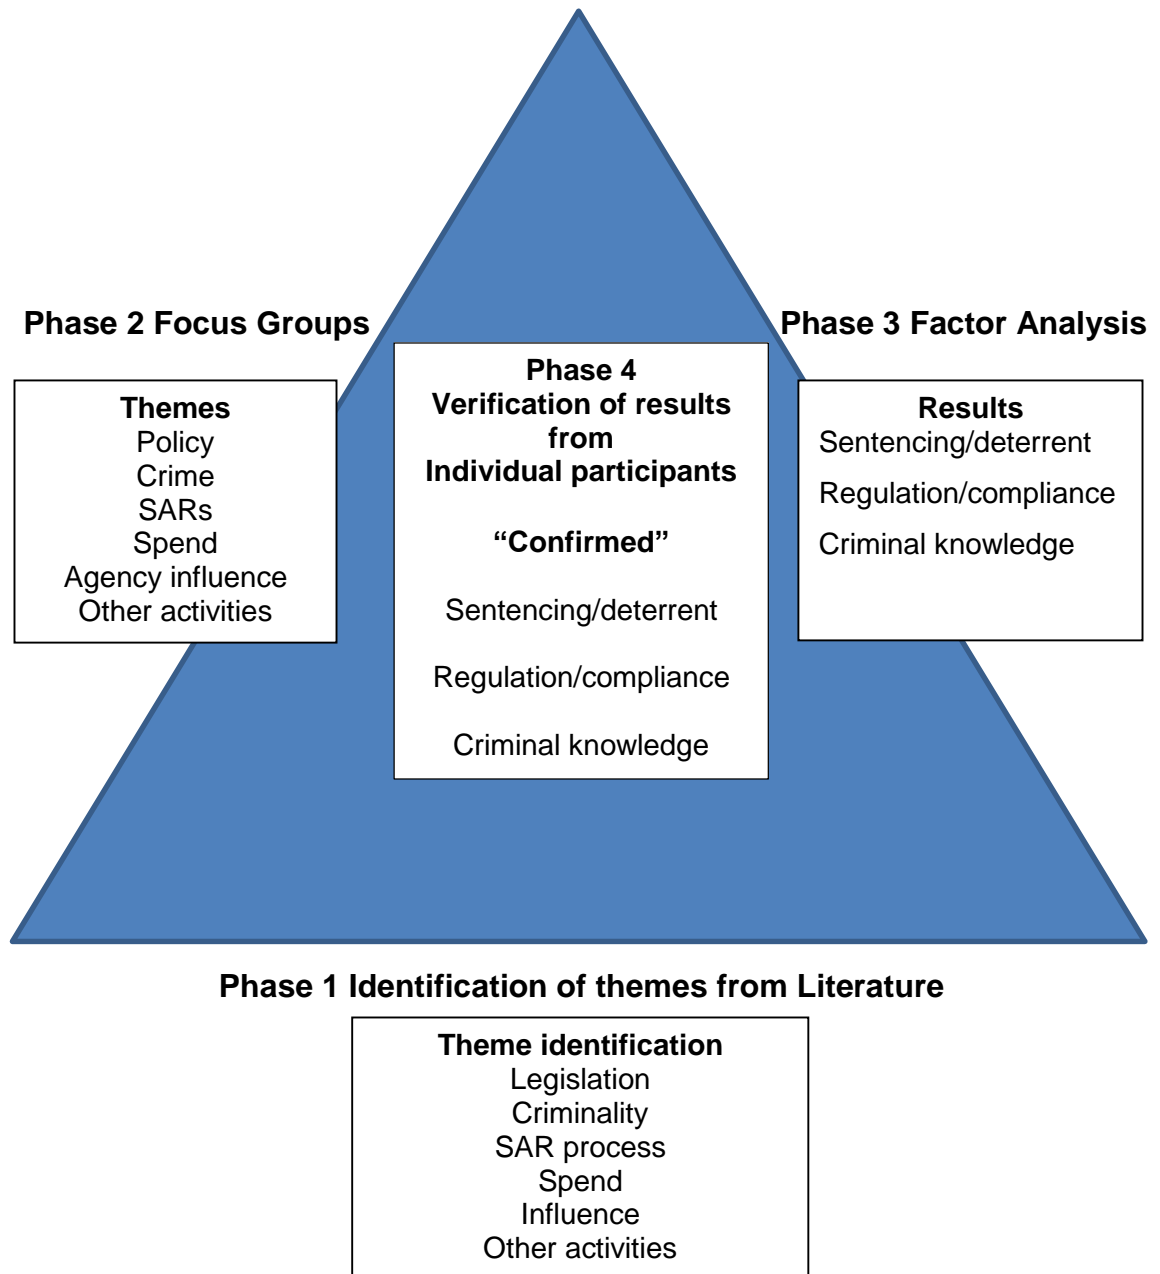 Phase 2 Focus Groups
Themes
Policy
Crime
SARs
Spend
Agency influence
Other activities
Phase 4
Verification of results
from
Individual participants
“Confirmed”
Sentencing/deterrent
Regulation/compliance
Criminal knowledge
Phase 3 Factor Analysis
Results
Sentencing/deterrent
Regulation/compliance
Criminal knowledge
Phase 1 Identification of themes from Literature
Theme identification
Legislation
Criminality
SAR process
Spend
Influence
Other activities